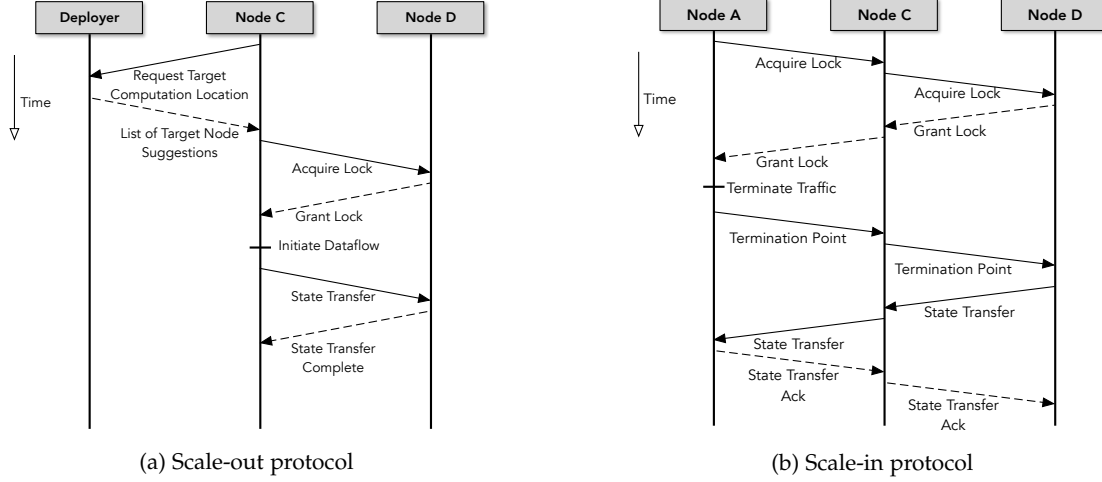 Deployer
Node C
Node D
Time
Request Target
Computation Location
List of Target Node
Suggestions
Acquire Lock
Grant Lock
Initiate Dataflow
State Transfer
State Transfer
Complete
(a) Scale-out protocol
Node A
Node C
Node D
Time
Acquire Lock
Acquire Lock
Grant Lock
Grant Lock
Terminate Traffic
Termination Point
Termination Point
State Transfer
State Transfer
State Transfer
Ack
State Transfer
Ack
(b) Scale-in protocol